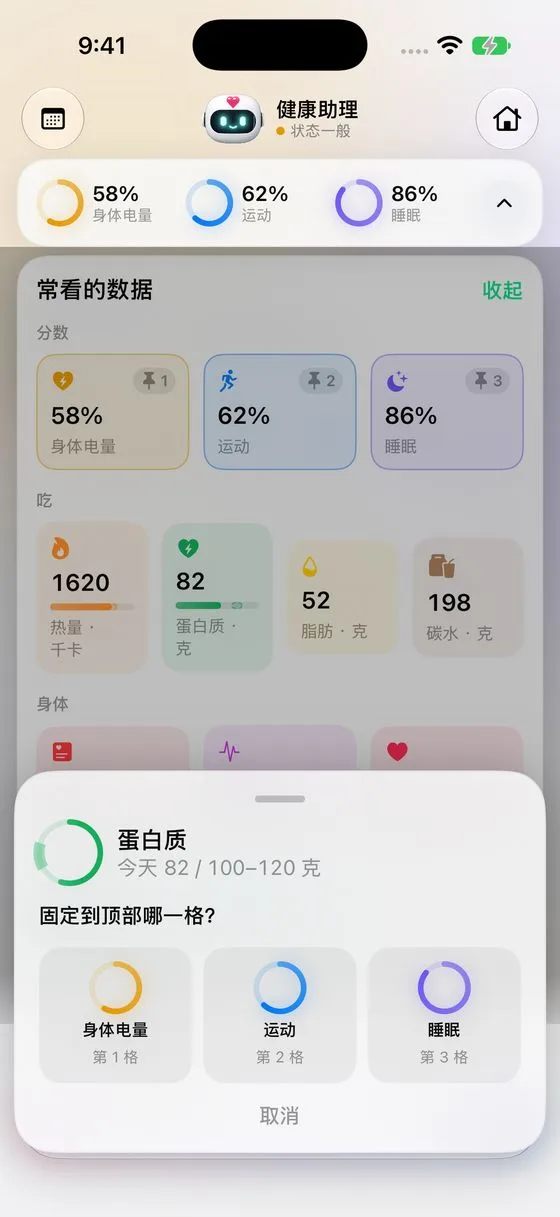 9:41
健康助理
状态一般
58%
身体电量
62%
运动
86%
睡眠
常看的数据
收起
分数
1
58%
身体电量
2
62%
运动
3
86%
睡眠
吃
1620
热量 ·
千卡
82
蛋白质 ·
克
52
脂肪 · 克
198
碳水 · 克
身体
蛋白质
今天 82 / 100–120 克
固定到顶部哪一格?
身体电量
第 1 格
运动
第 2 格
睡眠
第 3 格
取消